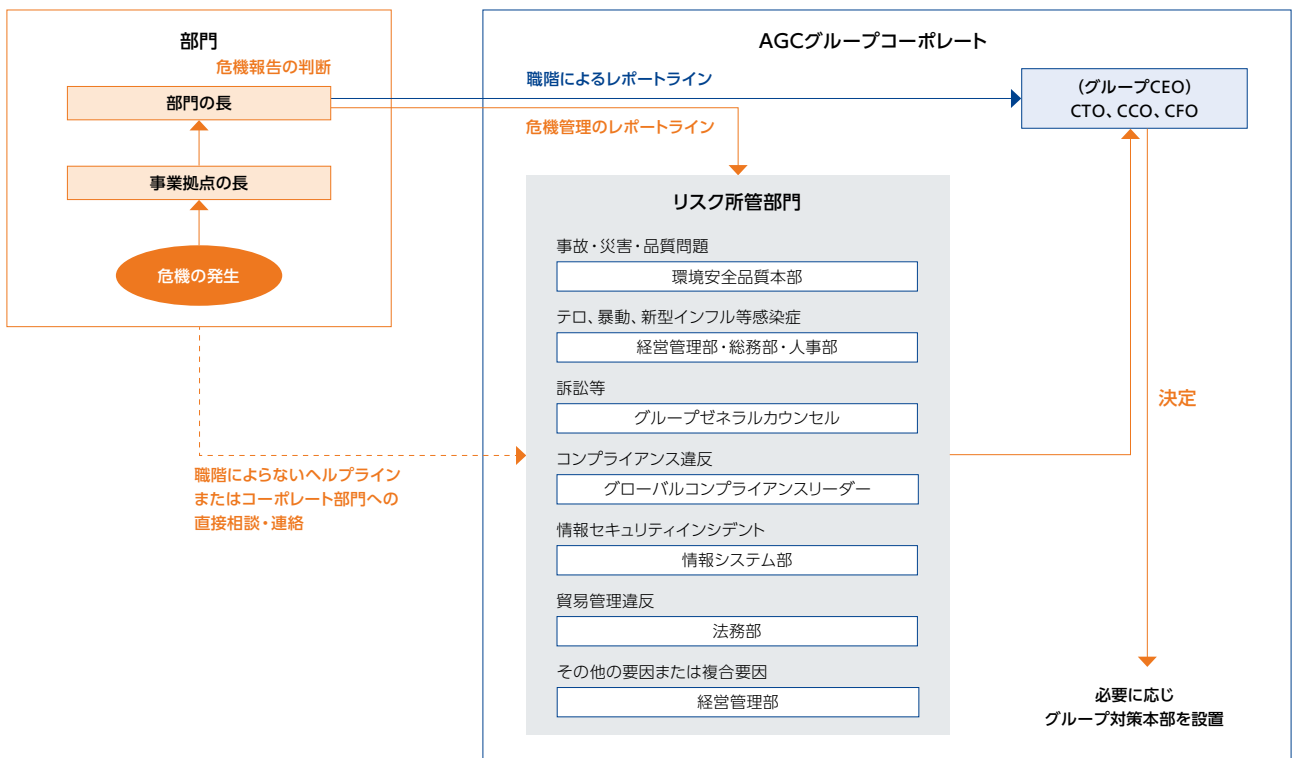 部門
危機報告の判断
部門の長
事業拠点の長
危機の発生
職階によらないヘルプライン
またはコーポレート部門への
直接相談・連絡
AGCグループコーポレート
職階によるレポートライン
危機管理のレポートライン
(グループCEO)
CTO、CCO、CFO
リスク所管部門
事故・災害・品質問題
環境安全品質本部
テロ、暴動、新型インフル等感染症
経営管理部・総務部・人事部
訴訟等
グループゼネラルカウンセル
コンプライアンス違反
グローバルコンプライアンスリーダー
情報セキュリティインシデント
情報システム部
貿易管理違反
法務部
その他の要因または複合要因
経営管理部
決定
必要に応じ
グループ対策本部を設置